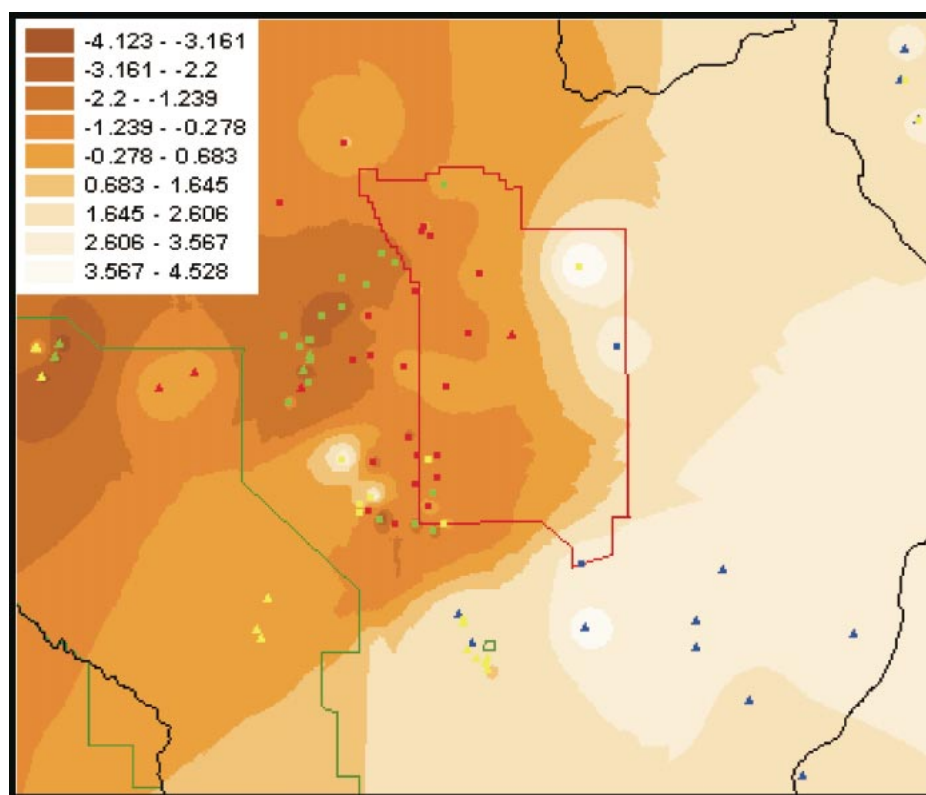 -4.123 - -3.161
-3.161 - -2.2
-2.2 - -1.239
-1.239 - -0.278
-0.278 - 0.683
0.683 - 1.645
1.645 - 2.606
2.606 - 3.567
3.567 - 4.528